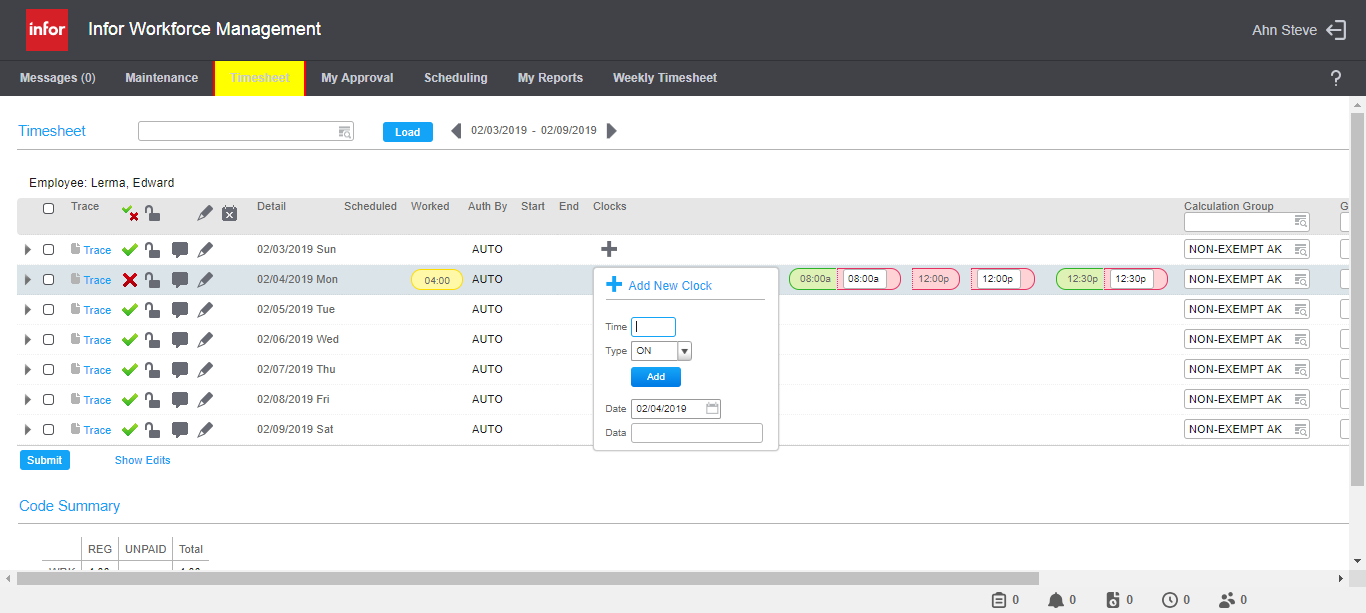 infor Infor Workforce Management Ahn Steve
Messages (0) Maintenance Timesheet My Approval Scheduling My Reports Weekly Timesheet ?
Timesheet Load 02/03/2019 - 02/09/2019
Employee: Lerma, Edward
Trace Detail Scheduled Worked Auth By Start End Clocks Calculation Group G
Trace 02/03/2019 Sun AUTO NON-EXEMPT AK
Trace 02/04/2019 Mon 04:00 AUTO 08:00a 08:00a 12:00p 12:00p 12:30p 12:30p NON-EXEMPT AK
Add New Clock
Trace 02/05/2019 Tue AUTO NON-EXEMPT AK
Time
Trace 02/06/2019 Wed AUTO NON-EXEMPT AK
Type ON
Trace 02/07/2019 Thu AUTO NON-EXEMPT AK
Add
Trace 02/08/2019 Fri AUTO NON-EXEMPT AK
Date 02/04/2019
Trace 02/09/2019 Sat AUTO NON-EXEMPT AK
Data
Submit Show Edits
Code Summary
REG UNPAID Total
0 0 0 0 0